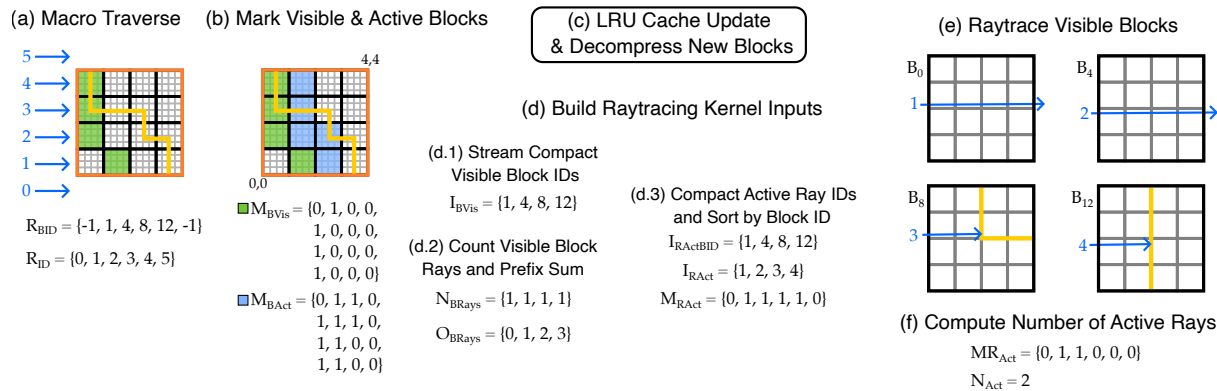 (a) Macro Traverse
5
4
3
2
1
0
R_BID = {-1, 1, 4, 8, 12, -1}
R_ID = {0, 1, 2, 3, 4, 5}
(b) Mark Visible & Active Blocks
4,4
0,0
M_BVis = {0, 1, 0, 0,
1, 0, 0, 0,
1, 0, 0, 0,
1, 0, 0, 0}
M_BAct = {0, 1, 1, 0,
1, 1, 1, 0,
1, 1, 0, 0,
1, 1, 0, 0}
(c) LRU Cache Update
& Decompress New Blocks
(d) Build Raytracing Kernel Inputs
(d.1) Stream Compact
Visible Block IDs
I_BVis = {1, 4, 8, 12}
(d.2) Count Visible Block
Rays and Prefix Sum
N_BRays = {1, 1, 1, 1}
O_BRays = {0, 1, 2, 3}
(d.3) Compact Active Ray IDs
and Sort by Block ID
I_RActBID = {1, 4, 8, 12}
I_RAct = {1, 2, 3, 4}
M_RAct = {0, 1, 1, 1, 1, 0}
(e) Raytrace Visible Blocks
B_0
1
B_4
2
B_8
3
B_12
4
(f) Compute Number of Active Rays
MR_Act = {0, 1, 1, 0, 0, 0}
N_Act = 2